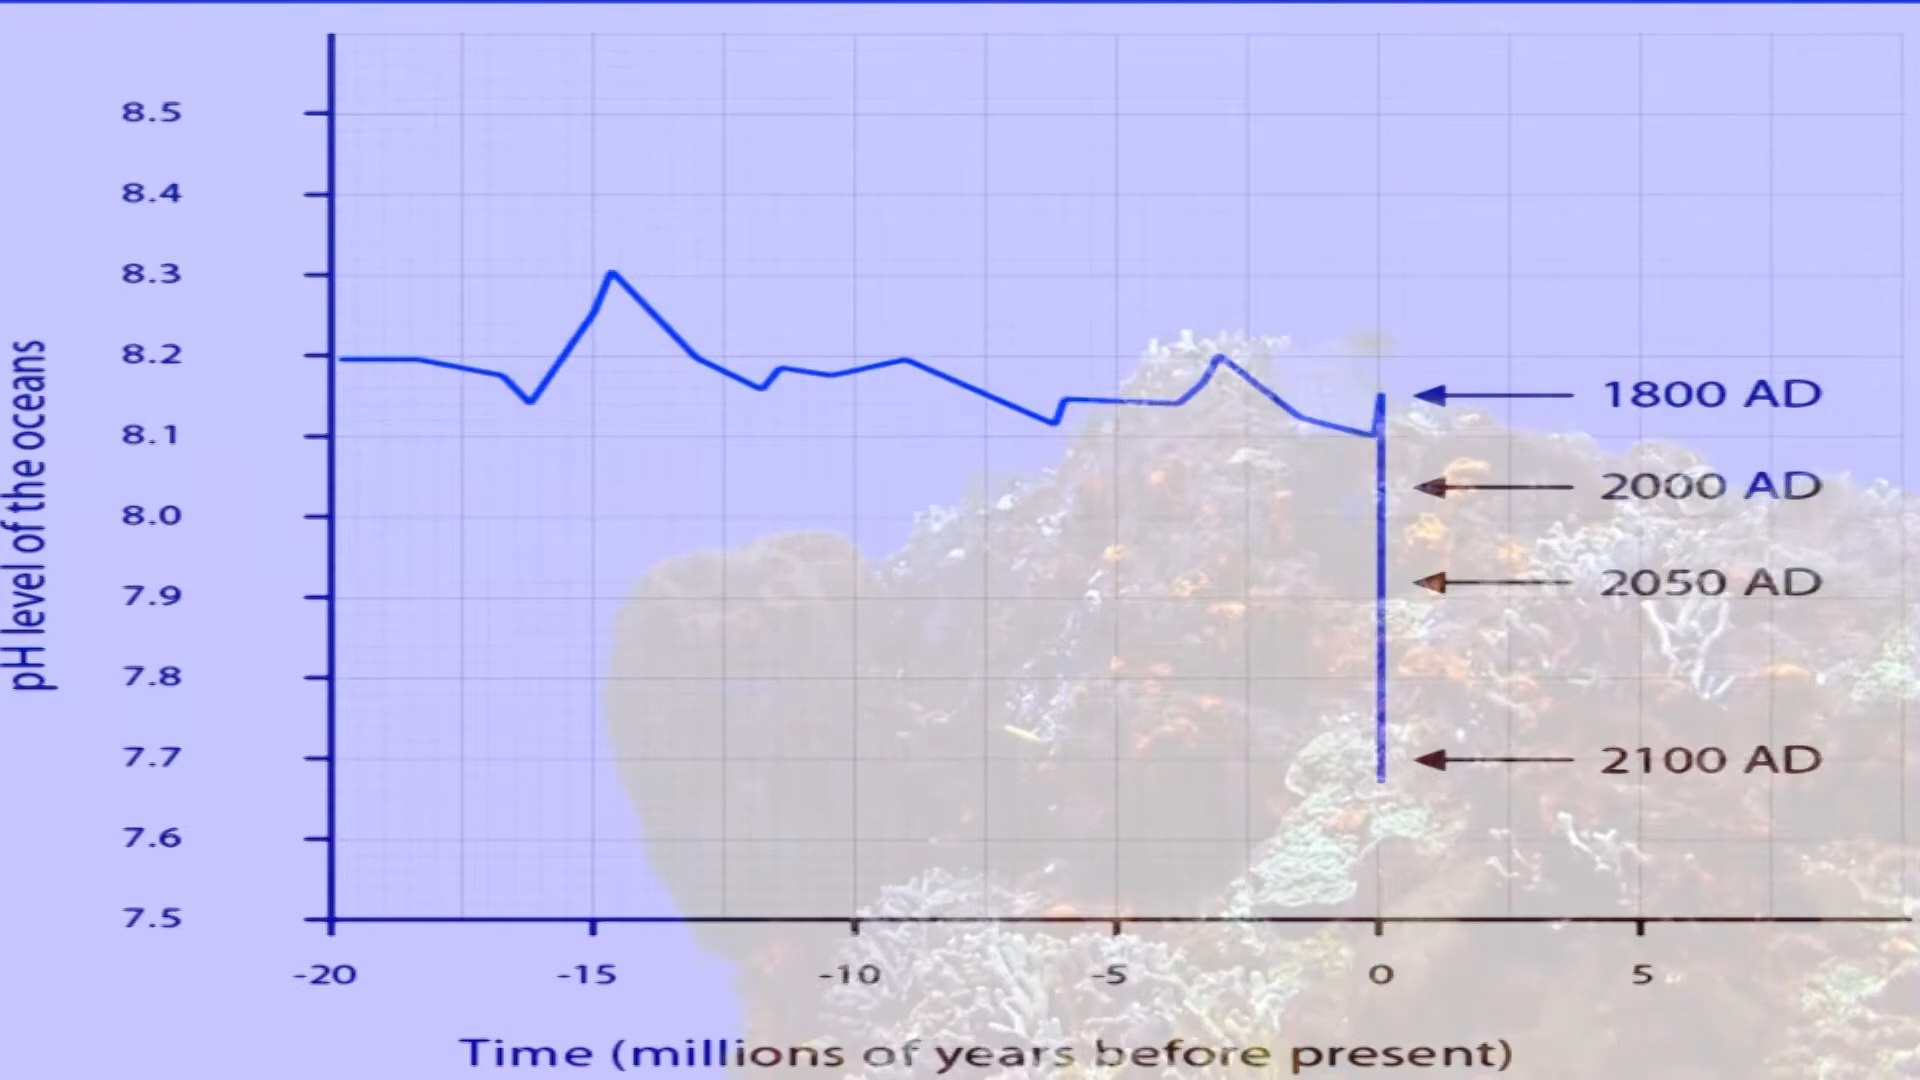 8.5
8.4
8.3
8.2
8.1
8.0
7.9
7.8
7.7
7.6
7.5
pH level of the oceans
1800 AD
2000 AD
2050 AD
2100 AD
-20 -15 -10 -5 0 5
Time (millions of years before present)